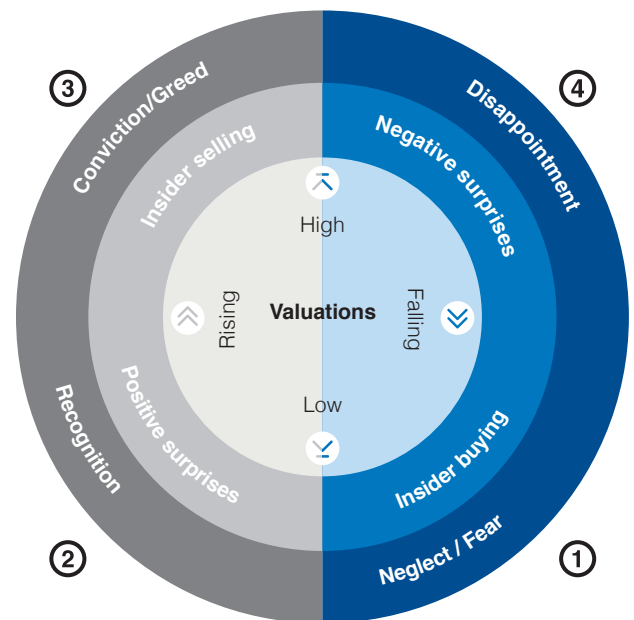 3
4
Conviction/Greed
Disappointment
Insider selling
Negative surprises
High
Rising
Valuations
Falling
Low
Recognition
Positive surprises
Insider buying
Neglect / Fear
2
1